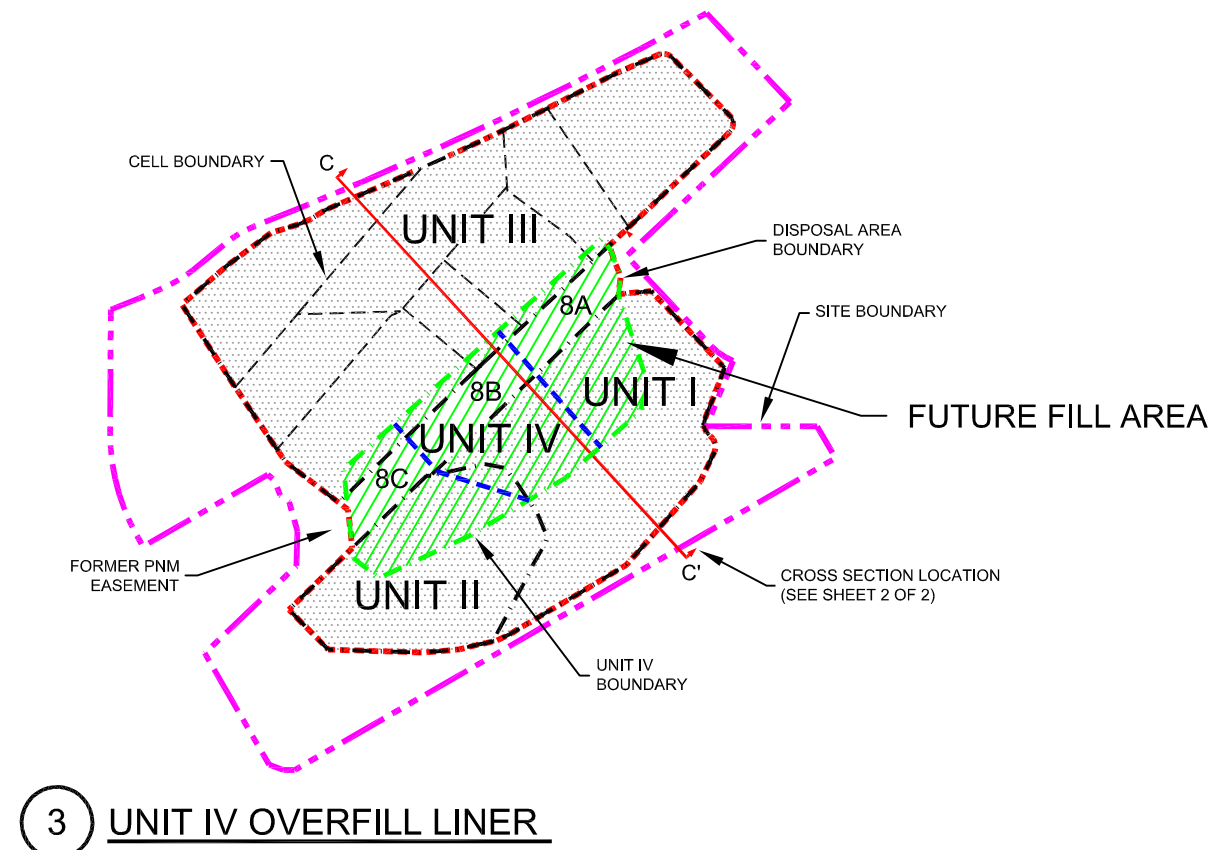 CELL BOUNDARY
C
UNIT III
DISPOSAL AREA
BOUNDARY
8A
SITE BOUNDARY
8B
UNIT I
FUTURE FILL AREA
UNIT IV
8C
FORMER PNM
EASEMENT
C'
CROSS SECTION LOCATION
(SEE SHEET 2 OF 2)
UNIT II
UNIT IV
BOUNDARY
3 UNIT IV OVERFILL LINER